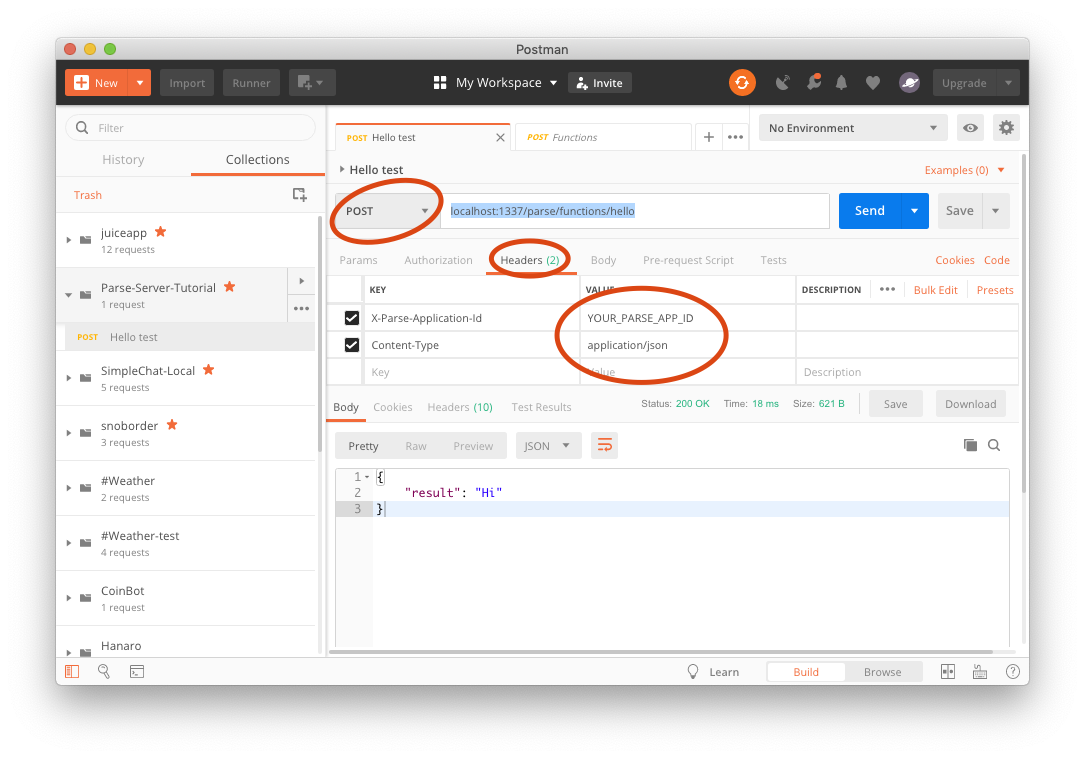 Postman
New
Import
Runner
My Workspace
Invite
Upgrade
Filter
History
Collections
Trash
juiceapp
12 requests
Parse-Server-Tutorial
1 request
POST Hello test
SimpleChat-Local
5 requests
snoborder
3 requests
#Weather
2 requests
#Weather-test
4 requests
CoinBot
1 request
Hanaro
POST Hello test
POST Functions
No Environment
Hello test
Examples (0)
POST
localhost:1337/parse/functions/hello
Send
Save
Params
Authorization
Headers (2)
Body
Pre-request Script
Tests
Cookies
Code
KEY
VALUE
DESCRIPTION
Bulk Edit
Presets
X-Parse-Application-Id
YOUR_PARSE_APP_ID
Content-Type
application/json
Key
Value
Description
Body
Cookies
Headers (10)
Test Results
Status: 200 OK
Time: 18 ms
Size: 621 B
Save
Download
Pretty
Raw
Preview
JSON
1 {
2 "result": "Hi"
3 }
Learn
Build
Browse